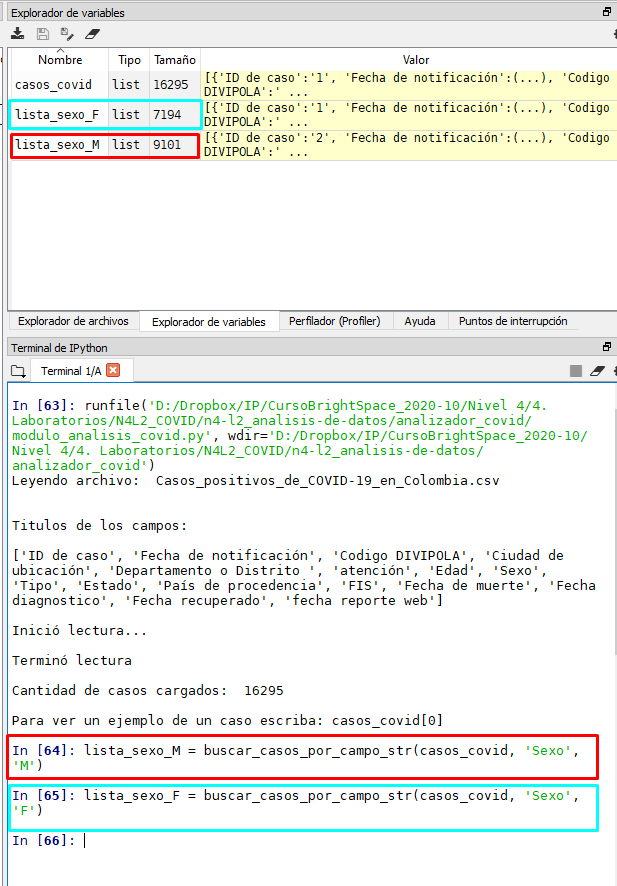 Explorador de variables
Nombre Tipo Tamaño Valor
casos_covid list 16295 [{'ID de caso':'1', 'Fecha de notificación':(...), 'Codigo
DIVIPOLA':' ...
lista_sexo_F list 7194 [{'ID de caso':'1', 'Fecha de notificación':(...), 'Codigo
DIVIPOLA':' ...
lista_sexo_M list 9101 [{'ID de caso':'2', 'Fecha de notificación':(...), 'Codigo
DIVIPOLA':' ...
Explorador de archivos Explorador de variables Perfilador (Profiler) Ayuda Puntos de interrupción
Terminal de IPython
Terminal 1/A
In [63]: runfile('D:/Dropbox/IP/CursoBrightSpace_2020-10/Nivel 4/4.
Laboratorios/N4L2_COVID/n4-l2_analisis-de-datos/analizador_covid/
modulo_analisis_covid.py', wdir='D:/Dropbox/IP/CursoBrightSpace_2020-10/
Nivel 4/4. Laboratorios/N4L2_COVID/n4-l2_analisis-de-datos/
analizador_covid')
Leyendo archivo:  Casos_positivos_de_COVID-19_en_Colombia.csv
Titulos de los campos:
['ID de caso', 'Fecha de notificación', 'Codigo DIVIPOLA', 'Ciudad de
ubicación', 'Departamento o Distrito ', 'atención', 'Edad', 'Sexo',
'Tipo', 'Estado', 'País de procedencia', 'FIS', 'Fecha de muerte', 'Fecha
diagnostico', 'Fecha recuperado', 'fecha reporte web']
Inició lectura...
Terminó lectura
Cantidad de casos cargados:  16295
Para ver un ejemplo de un caso escriba: casos_covid[0]
In [64]: lista_sexo_M = buscar_casos_por_campo_str(casos_covid, 'Sexo',
'M')
In [65]: lista_sexo_F = buscar_casos_por_campo_str(casos_covid, 'Sexo',
'F')
In [66]: